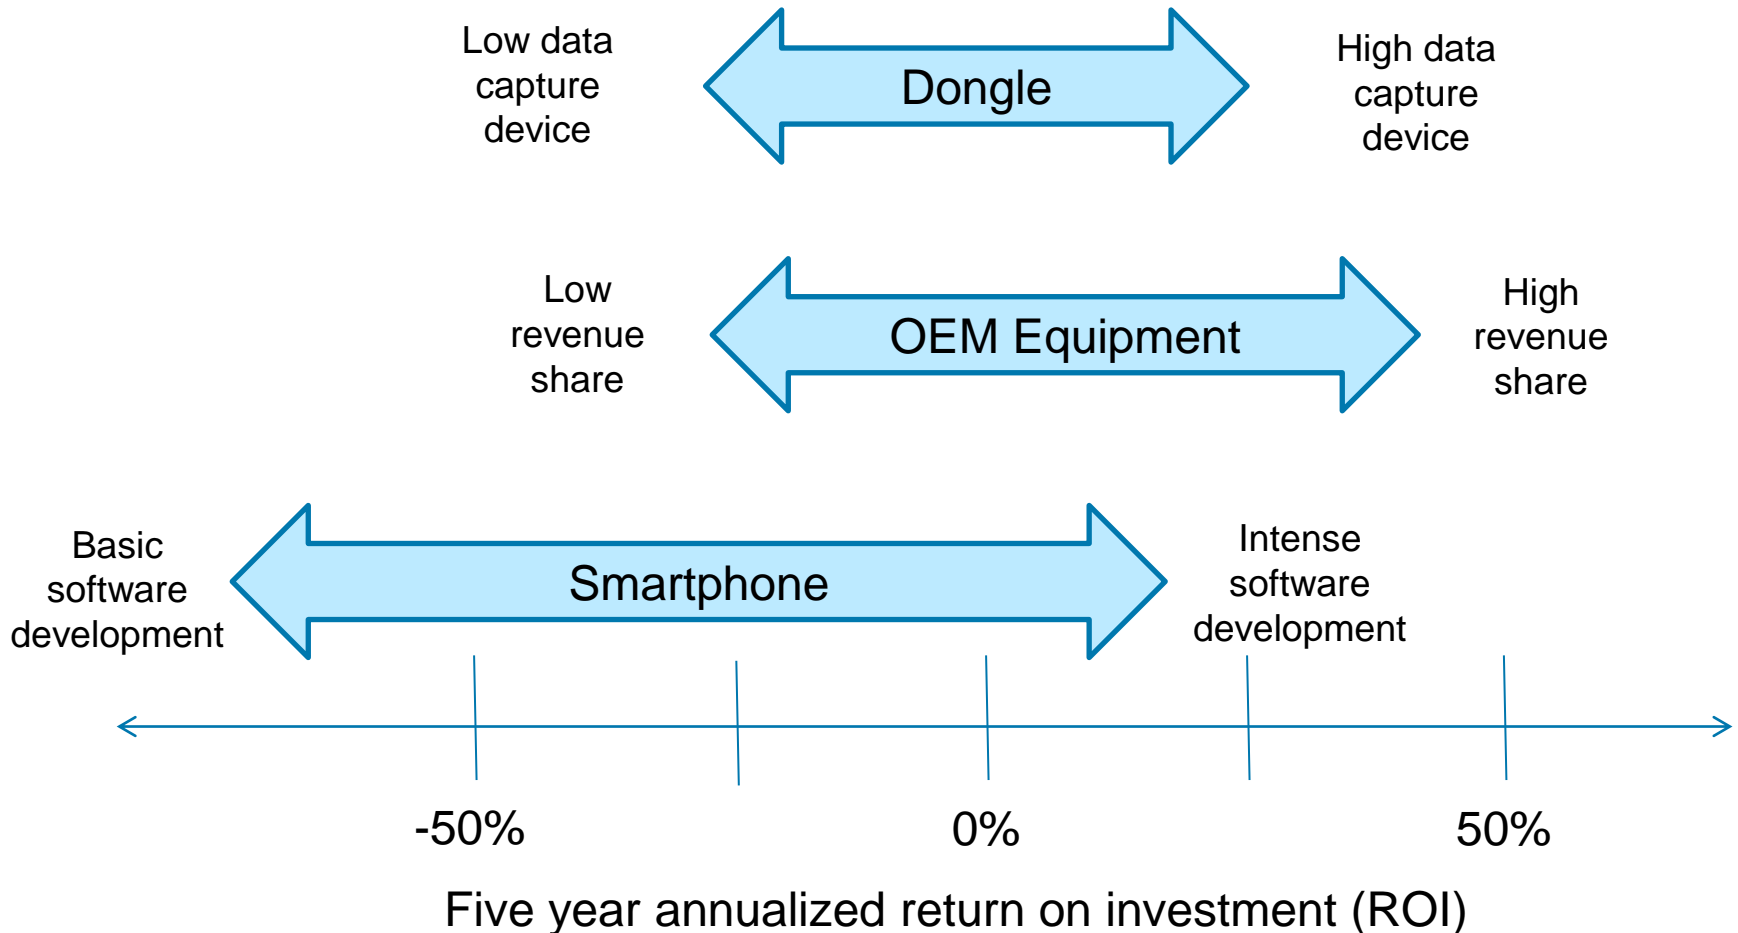 Low data
capture
device
Dongle
High data
capture
device
Low
revenue
share
OEM Equipment
High
revenue
share
Basic
software
development
Smartphone
Intense
software
development
-50%
0%
50%
Five year annualized return on investment (ROI)